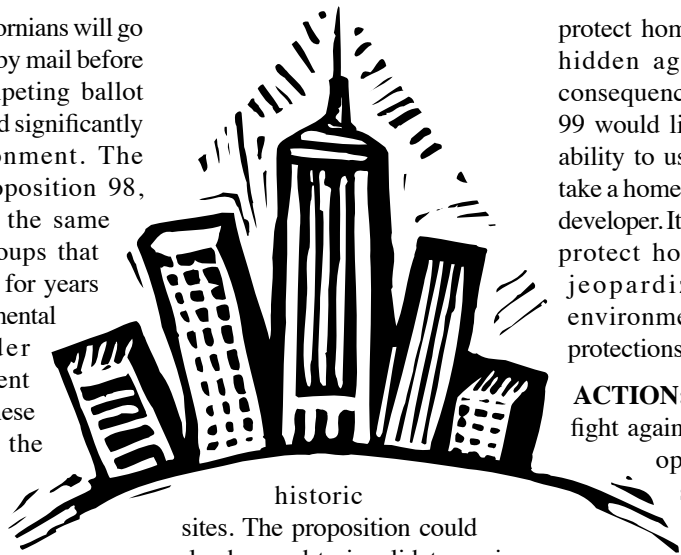 ornians will go
by mail before
peting ballot
d significantly
onment. The
oposition 98,
the same
oups that
for years
mental
der
ent
ese
the
historic
sites. The proposition could
protect hom
hidden ag
consequenc
99 would li
ability to us
take a home
developer. It
protect ho
jeopardiz
environme
protections
ACTION:
fight again
op